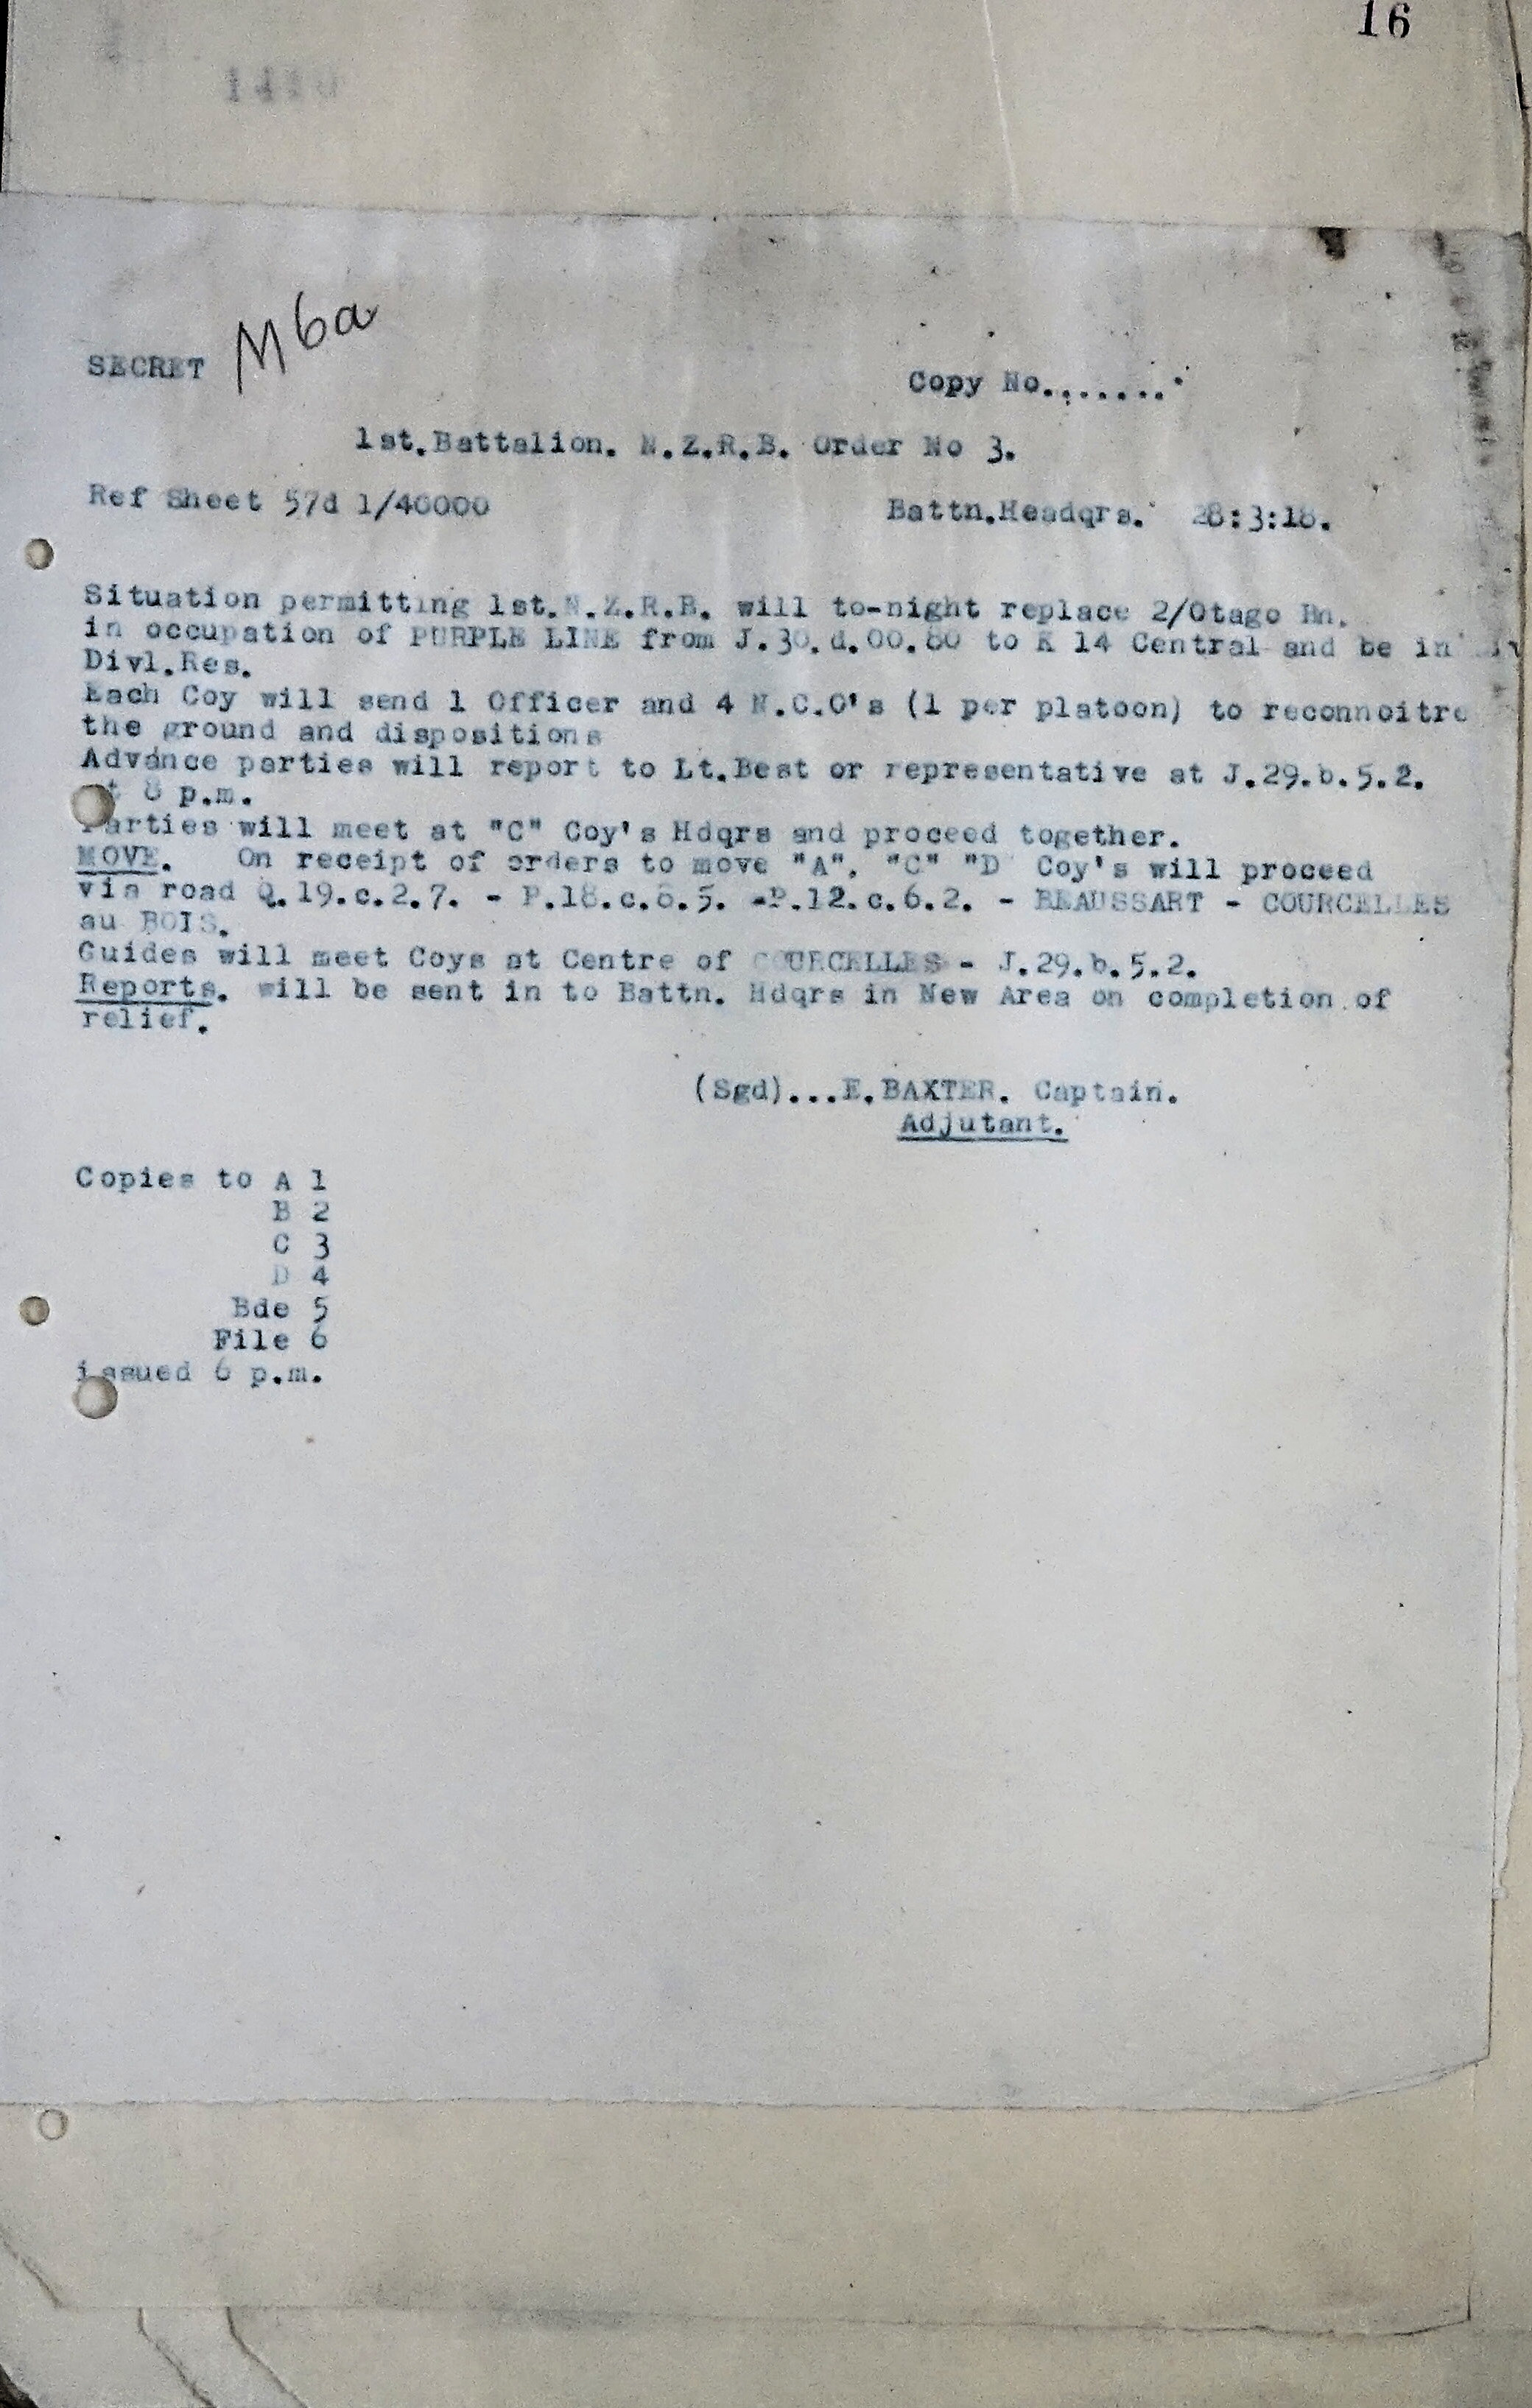 16
SECRET
M6a
Copy No........
1st.Battalion. N.Z.R.B. Order No 3.
Ref Sheet 57d 1/40000
Battn.Headqrs. 28:3:18.
Situation permitting 1st.N.Z.R.B. will to-night replace 2/Otago Bn.
in occupation of PURPLE LINE from J.30.d.00.80 to K 14 Central and be in
Divl.Res.
Each Coy will send 1 Officer and 4 N.C.O's (1 per platoon) to reconnoitre
the ground and dispositions
Advance parties will report to Lt.Best or representative at J.29.b.5.2.
at 8 p.m.
Parties will meet at "C" Coy's Hdqrs and proceed together.
MOVE. On receipt of orders to move "A", "C" "D Coy's will proceed
via road Q.19.c.2.7. - P.18.c.8.5. -P.12.c.6.2. - BEAUSSART - COURCELLES
au BOIS.
Guides will meet Coys at Centre of COURCELLES - J.29.b.5.2.
Reports. will be sent in to Battn. Hdqrs in New Area on completion of
relief.
(Sgd)...E.BAXTER. Captain.
Adjutant.
Copies to A 1
B 2
C 3
D 4
Bde 5
File 6
issued 6 p.m.